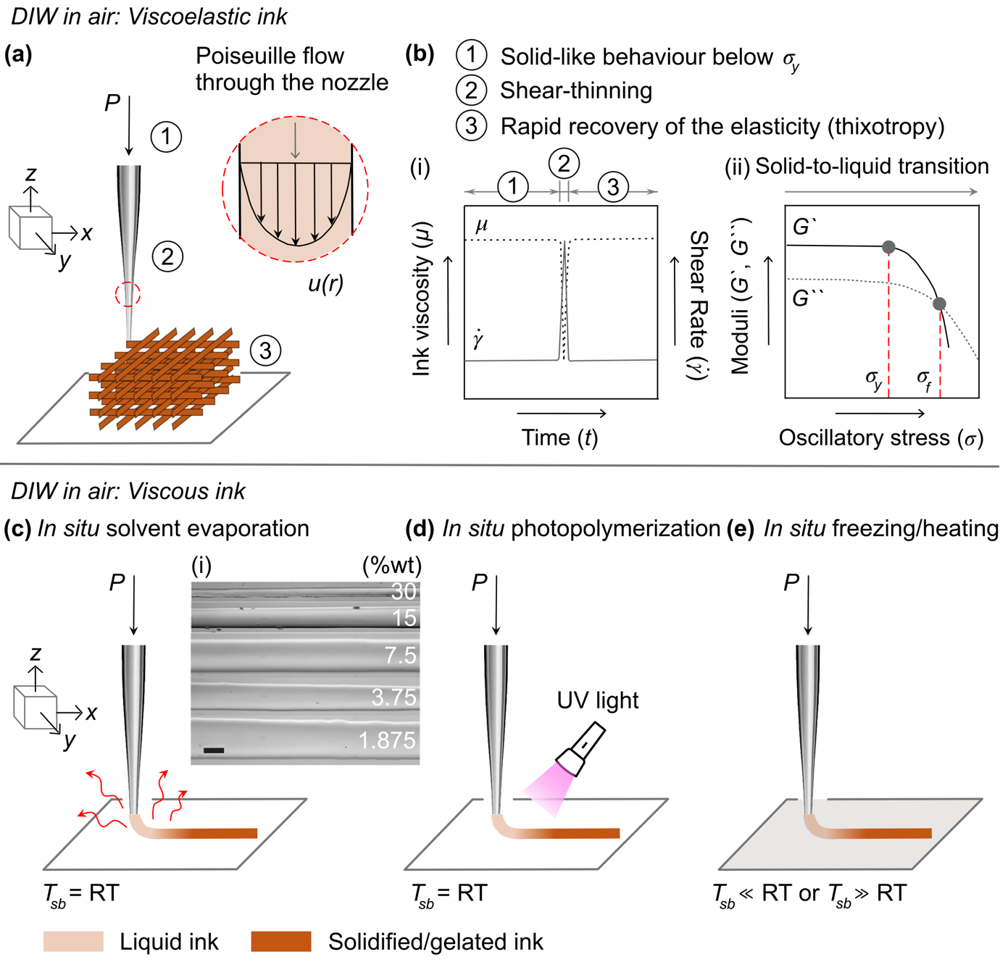 DIW in air: Viscoelastic ink
(a)
Poiseuille flow
through the nozzle
P
1
z
x
y
2
u(r)
3
(b)
1 Solid-like behaviour below σy
2 Shear-thinning
3 Rapid recovery of the elasticity (thixotropy)
(i)
1
2
3
Ink viscosity (μ)
μ
γ̇
Shear Rate (γ̇)
Time (t)
(ii) Solid-to-liquid transition
Moduli (G`, G``)
G`
G``
σy
σf
Oscillatory stress (σ)
DIW in air: Viscous ink
(c) In situ solvent evaporation
P
(i)
(%wt)
30
15
7.5
3.75
1.875
z
x
y
Tsb = RT
(d) In situ photopolymerization
P
UV light
Tsb = RT
(e) In situ freezing/heating
P
Tsb ≪ RT or Tsb ≫ RT
Liquid ink
Solidified/gelated ink